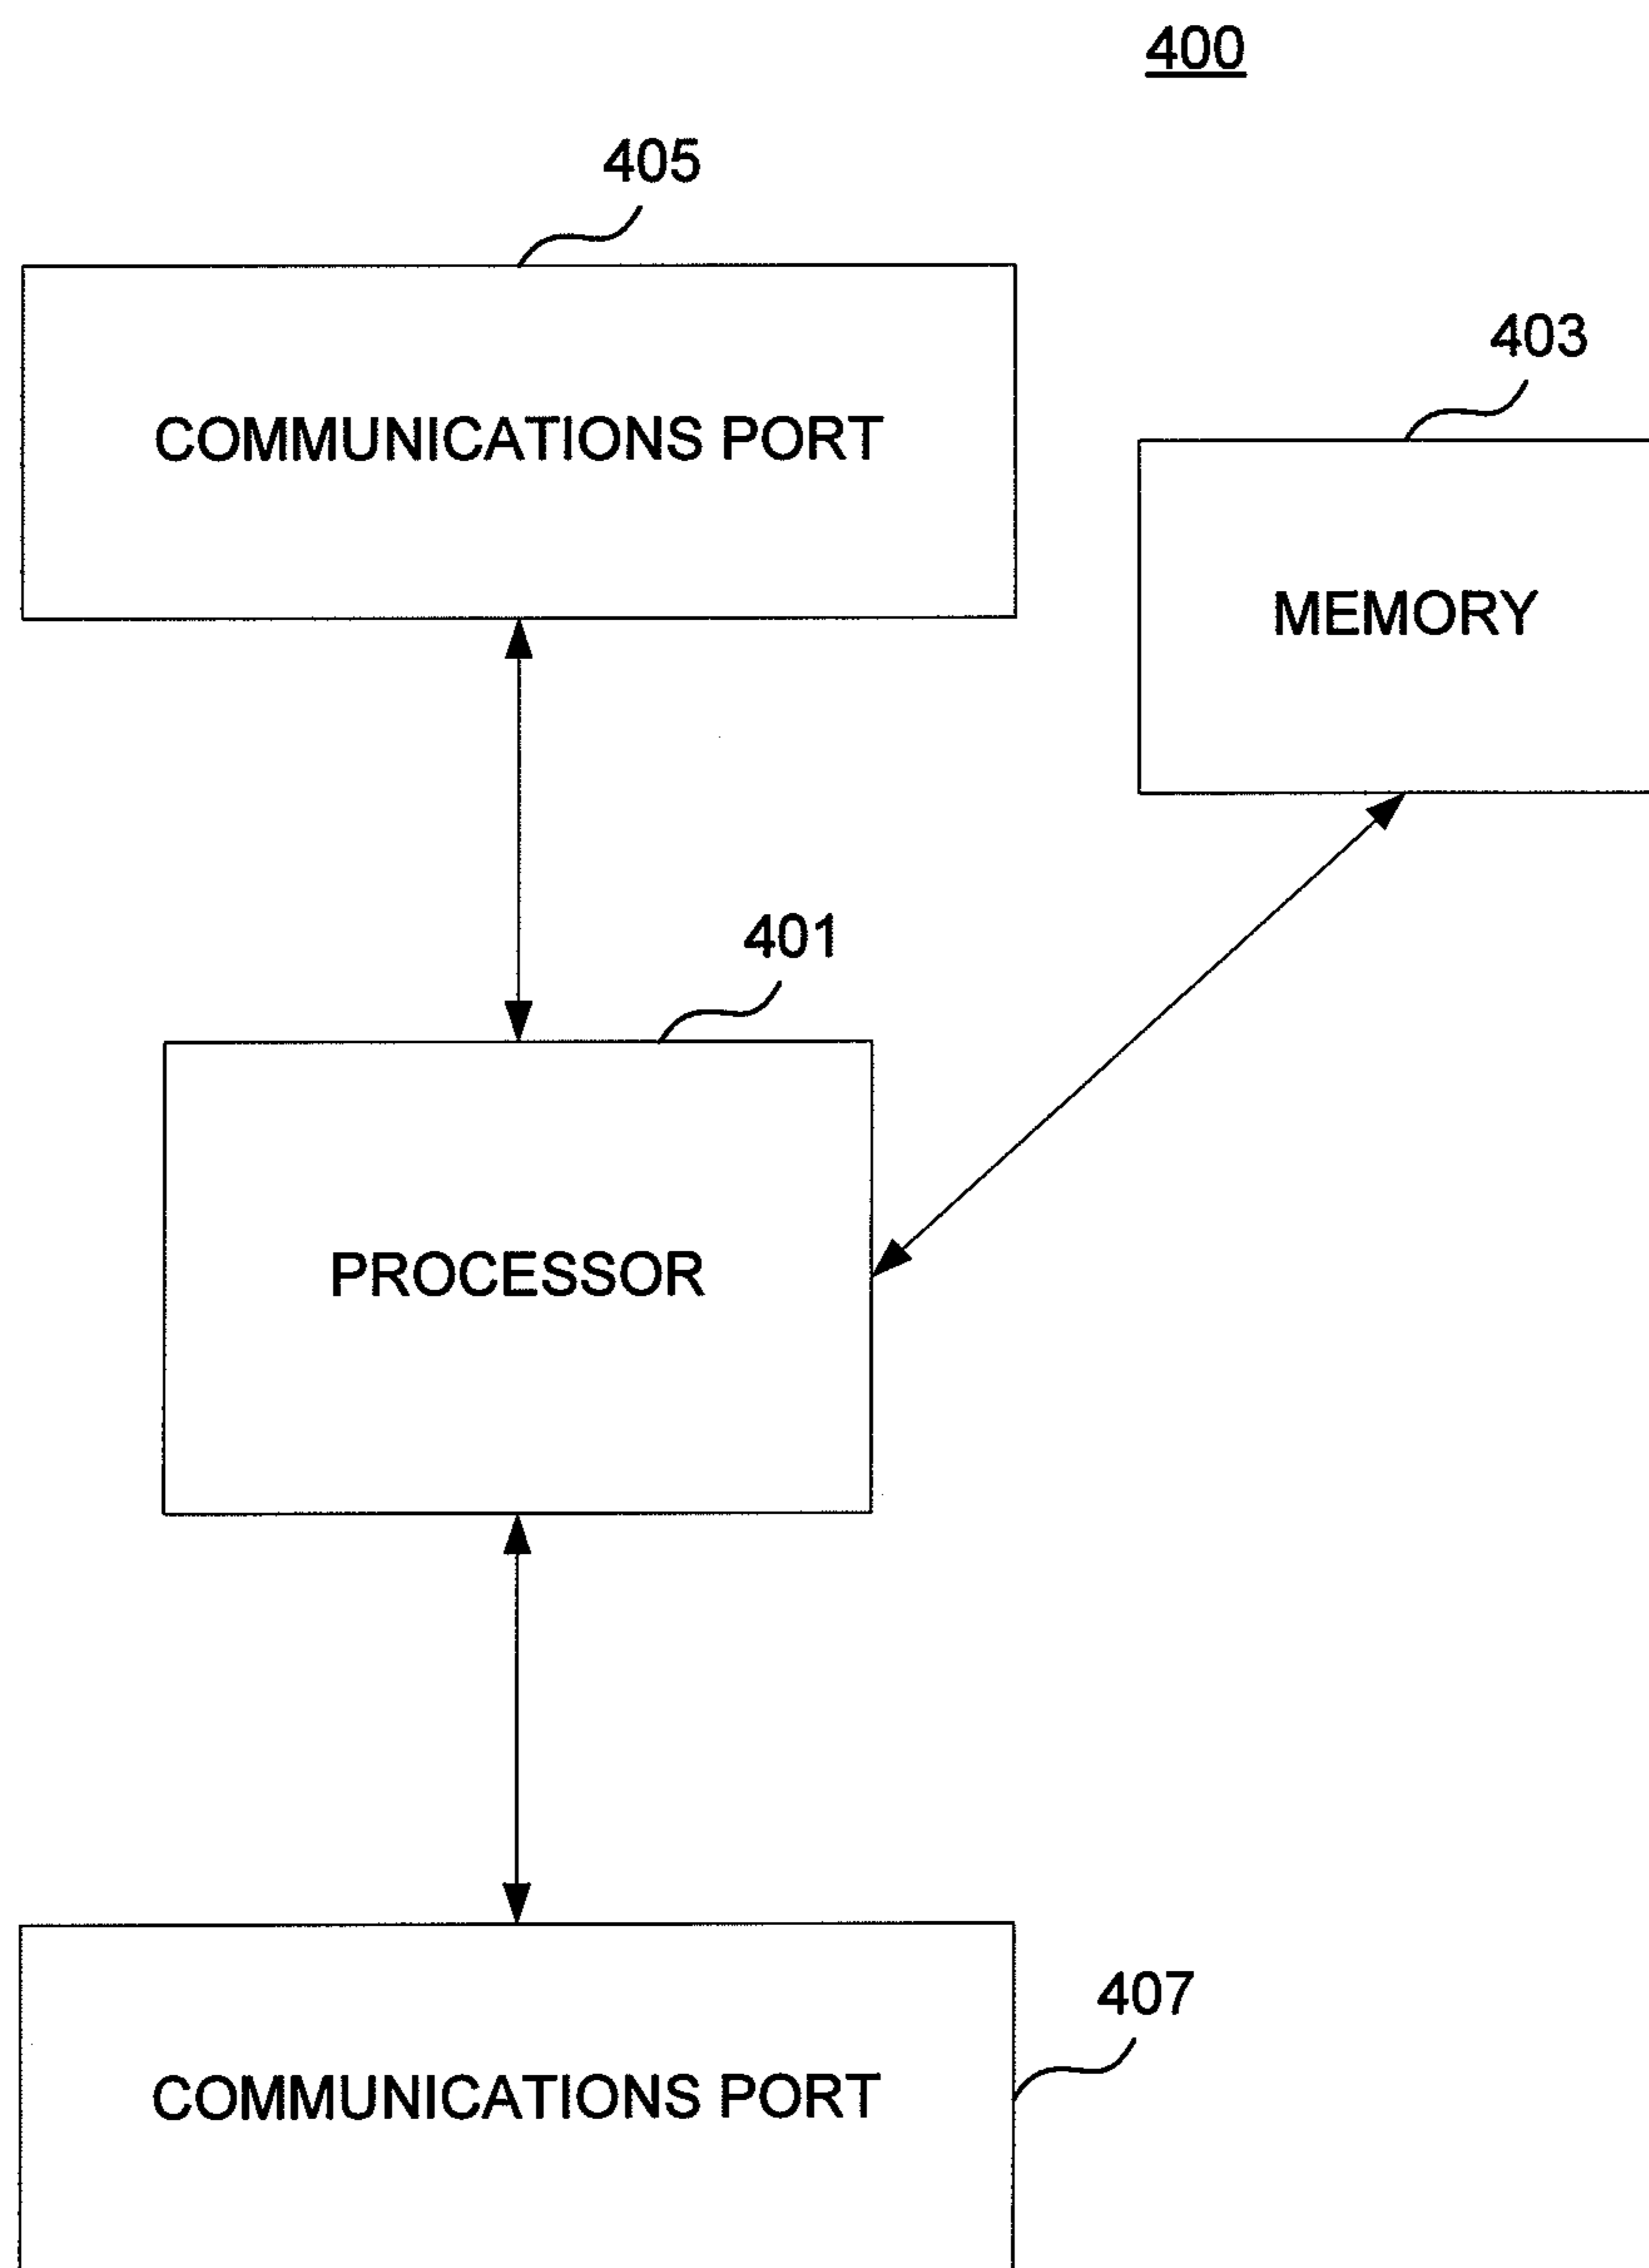 400
405
COMMUNICATIONS PORT
403
MEMORY
401
PROCESSOR
407
COMMUNICATIONS PORT